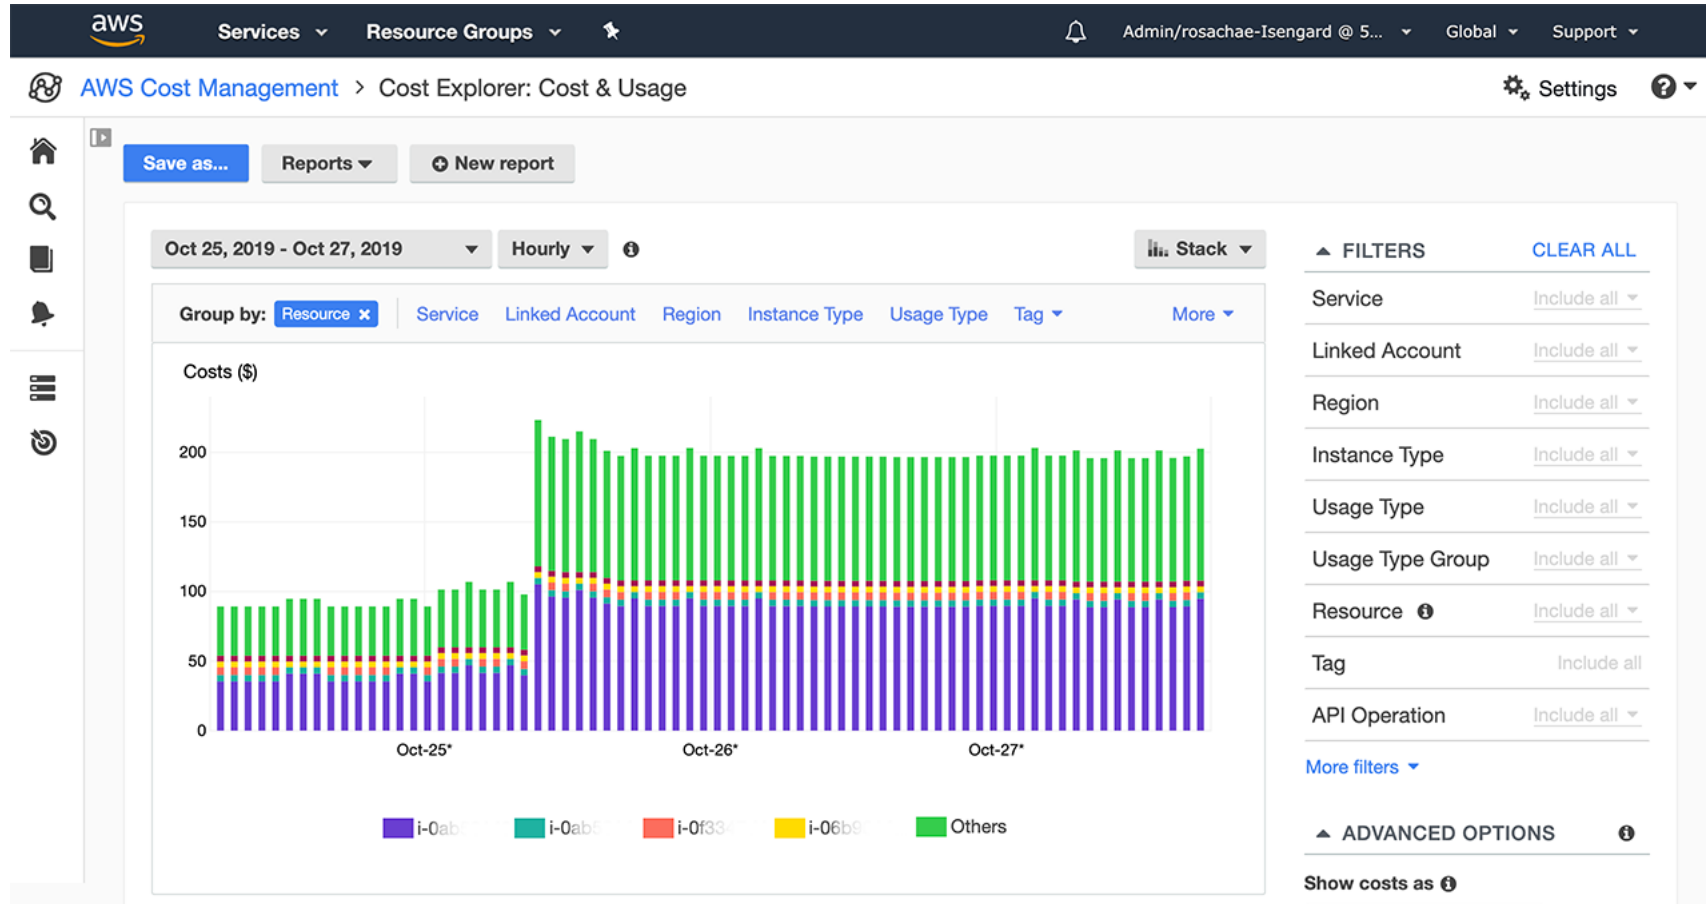 aws Services Resource Groups Admin/rosachae-Isengard @ 5... Global Support
AWS Cost Management > Cost Explorer: Cost & Usage Settings ?
Save as... Reports New report
Oct 25, 2019 - Oct 27, 2019 Hourly Stack
Group by: Resource × Service Linked Account Region Instance Type Usage Type Tag More
Costs ($)
200
150
100
50
0
Oct-25* Oct-26* Oct-27*
i-0ab i-0ab i-0f33 i-06b9 Others
FILTERS CLEAR ALL
Service Include all
Linked Account Include all
Region Include all
Instance Type Include all
Usage Type Include all
Usage Type Group Include all
Resource Include all
Tag Include all
API Operation Include all
More filters
ADVANCED OPTIONS
Show costs as